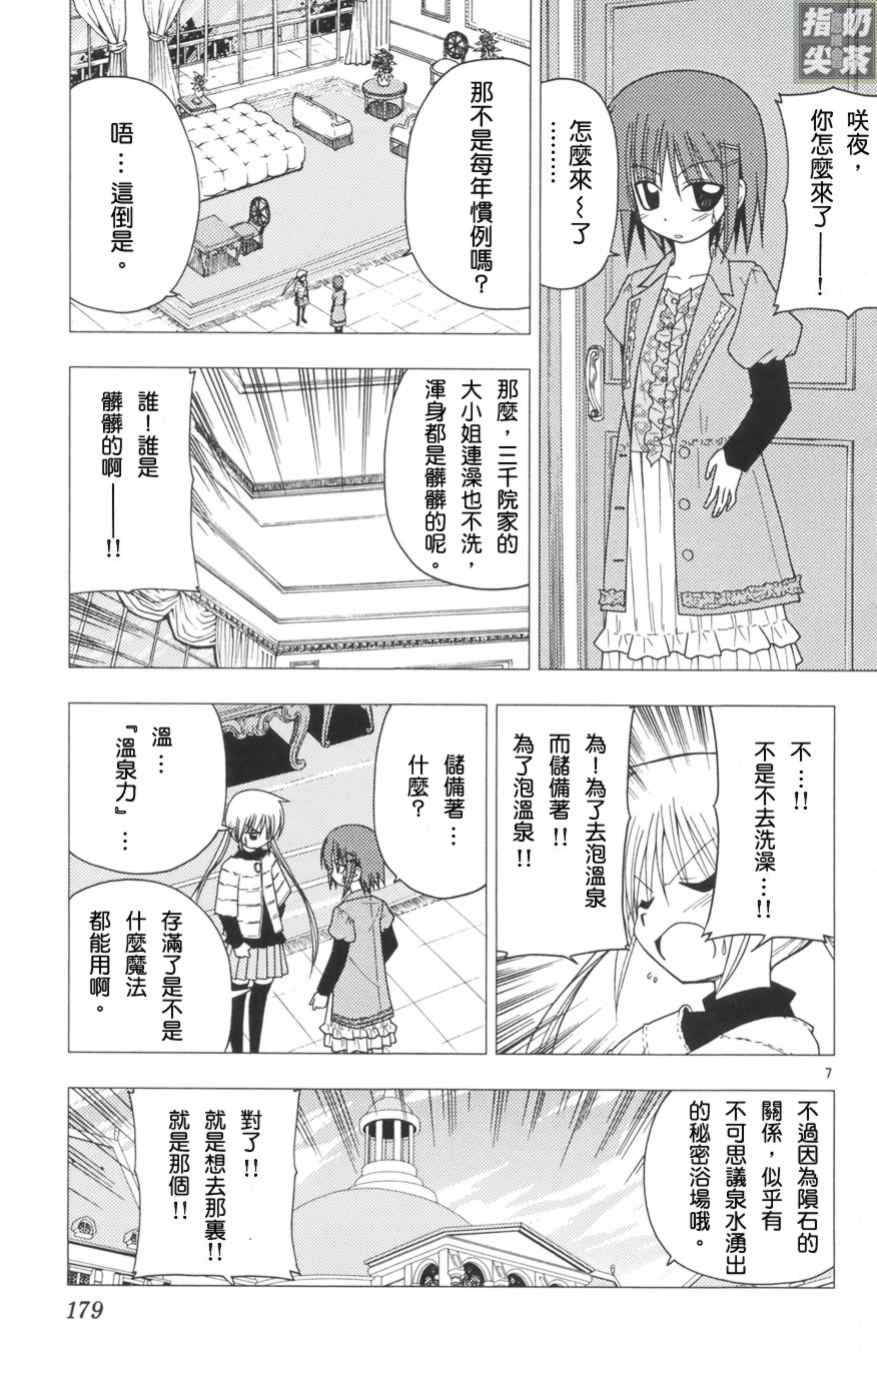 指奶
尖茶
咲夜，
你怎麼來了——！
怎麼來～了
………
那不是每年慣例嗎？
唔…這倒是。
那麼，三千院家的
大小姐連澡也不洗，
渾身都是髒髒的呢。
誰！誰是
髒髒的啊——!!
不…!!
不是不去洗澡…!!
為！為了去泡溫泉
而儲備著!!
為了泡溫泉!!
儲備著…
什麼？
溫…
『溫泉力』…
存滿了是不是
什麼魔法
都能用啊。
7
不過因為隕石的
關係，似乎有
不可思議泉水湧出
的秘密浴場哦。
對了!!
就是想去那裏!!
就是那個!!
179